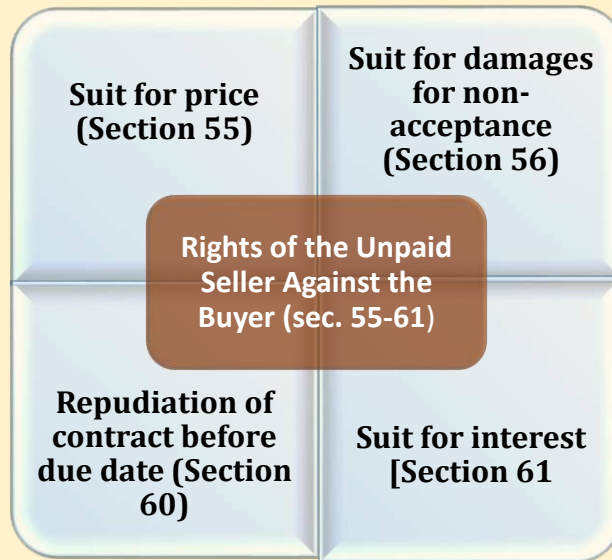 Suit for price
(Section 55)
Suit for damages
for non-
acceptance
(Section 56)
Rights of the Unpaid
Seller Against the
Buyer (sec. 55-61)
Repudiation of
contract before
due date (Section
60)
Suit for interest
[Section 61